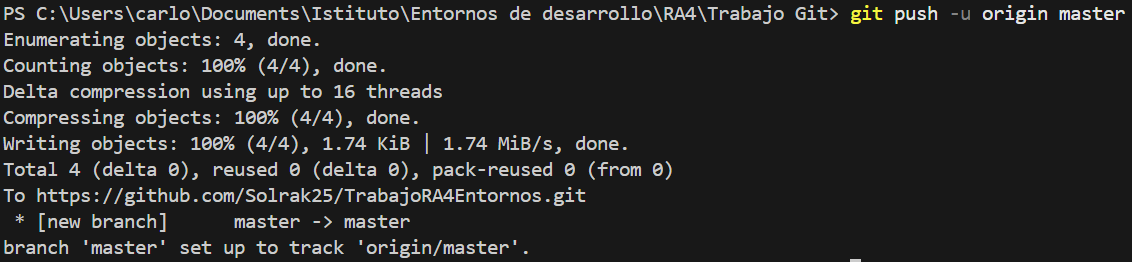 PS C:\Users\carlo\Documents\Istituto\Entornos de desarrollo\RA4\Trabajo Git> git push -u origin master
Enumerating objects: 4, done.
Counting objects: 100% (4/4), done.
Delta compression using up to 16 threads
Compressing objects: 100% (4/4), done.
Writing objects: 100% (4/4), 1.74 KiB | 1.74 MiB/s, done.
Total 4 (delta 0), reused 0 (delta 0), pack-reused 0 (from 0)
To https://github.com/Solrak25/TrabajoRA4Entornos.git
 * [new branch]      master -> master
branch 'master' set up to track 'origin/master'.